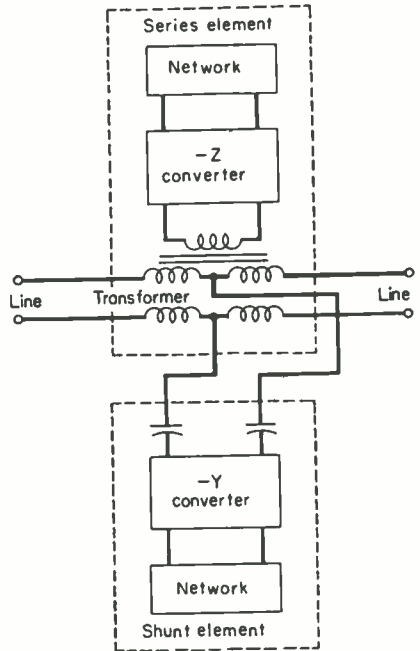 Series element
Network
-Z
converter
Line
Transformer
Line
-Y
converter
Network
Shunt element